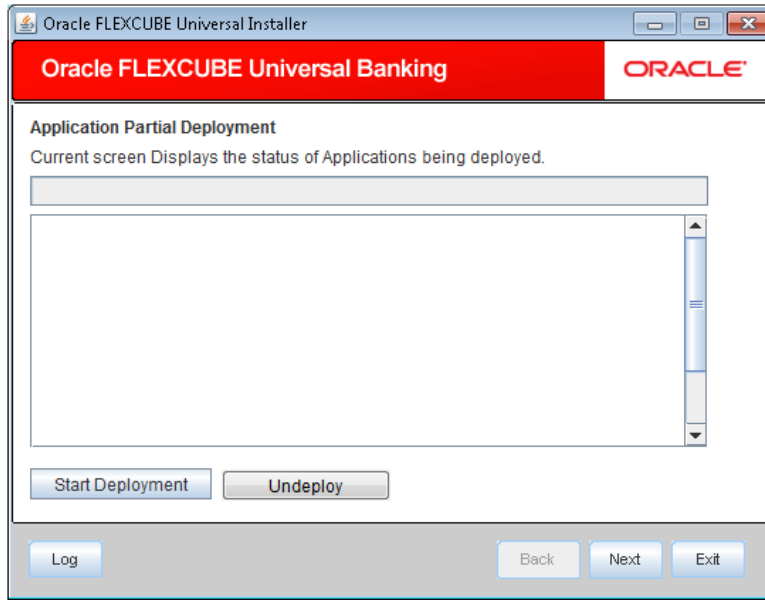 Oracle FLEXCUBE Universal Installer
Oracle FLEXCUBE Universal Banking
ORACLE
Application Partial Deployment
Current screen Displays the status of Applications being deployed.
Start Deployment
Undeploy
Log
Back
Next
Exit